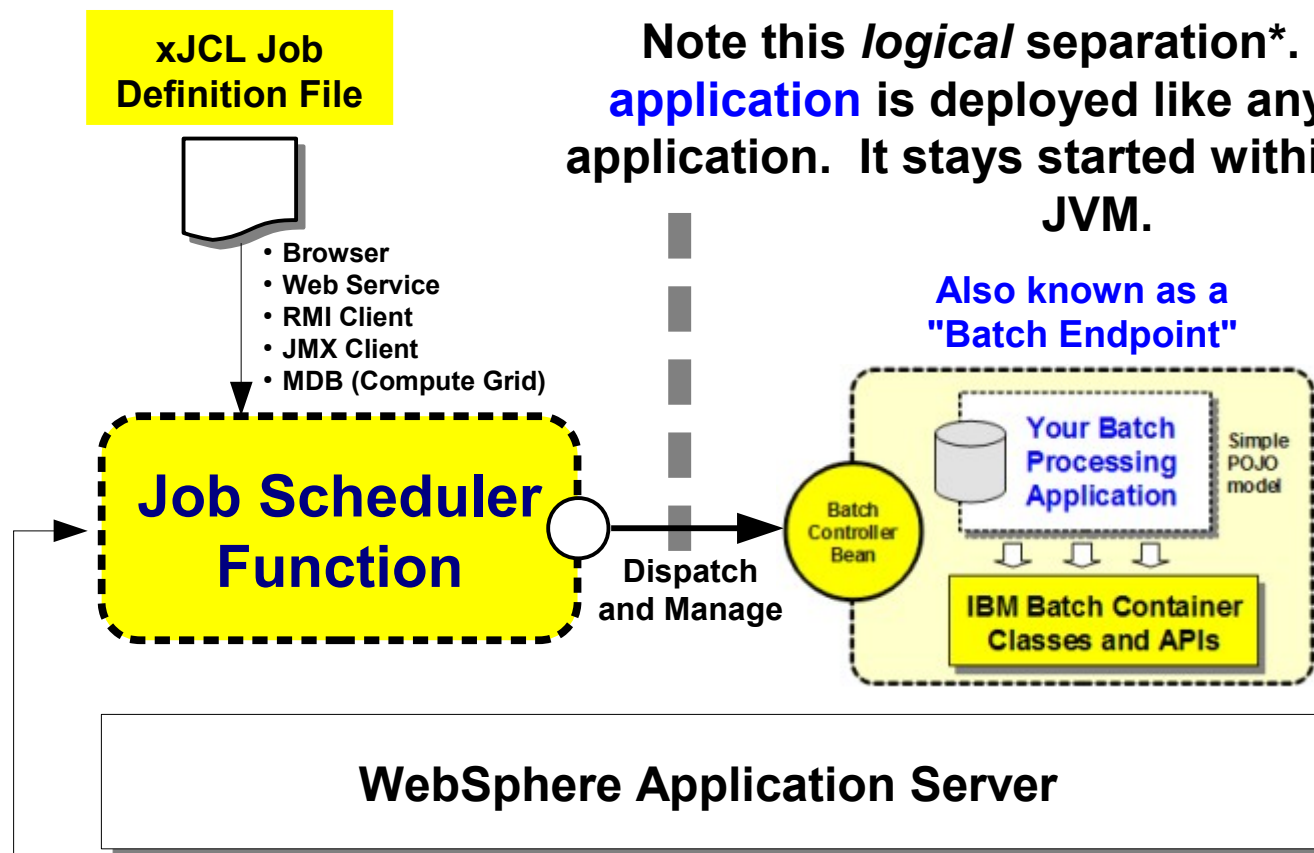 xJCL Job
Definition File
Note this logical separation*.
application is deployed like any
application. It stays started withi
JVM.
• Browser
• Web Service
• RMI Client
• JMX Client
• MDB (Compute Grid)
Also known as a
"Batch Endpoint"
Job Scheduler
Function
Dispatch
and Manage
Batch
Controller
Bean
Your Batch
Processing
Application
Simple
POJO
model
IBM Batch Container
Classes and APIs
WebSphere Application Server